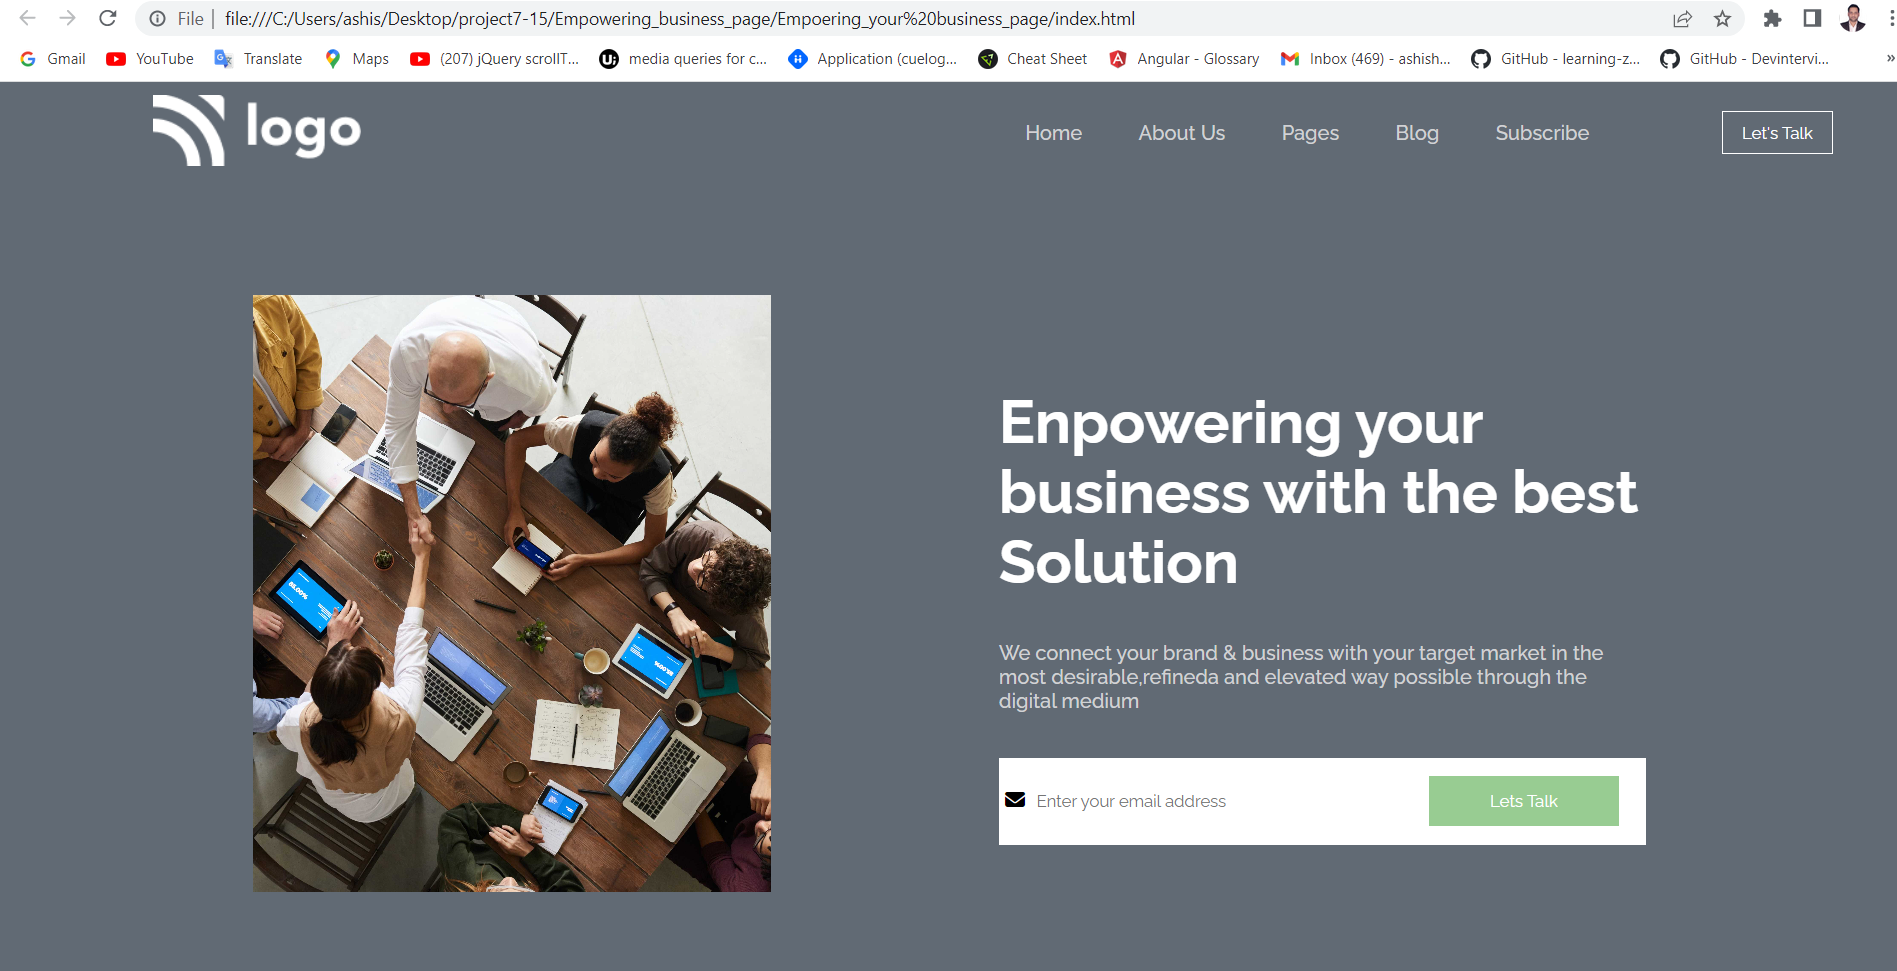 File | file:///C:/Users/ashis/Desktop/project7-15/Empowering_business_page/Empoering_your%20business_page/index.html
Gmail YouTube Translate Maps (207) jQuery scrollT... media queries for c... Application (cuelog... Cheat Sheet Angular - Glossary Inbox (469) - ashish... GitHub - learning-z... GitHub - Devintervi... »
logo Home About Us Pages Blog Subscribe Let's Talk
Enpowering your
business with the best
Solution
We connect your brand & business with your target market in the
most desirable,refineda and elevated way possible through the
digital medium
Enter your email address Lets Talk